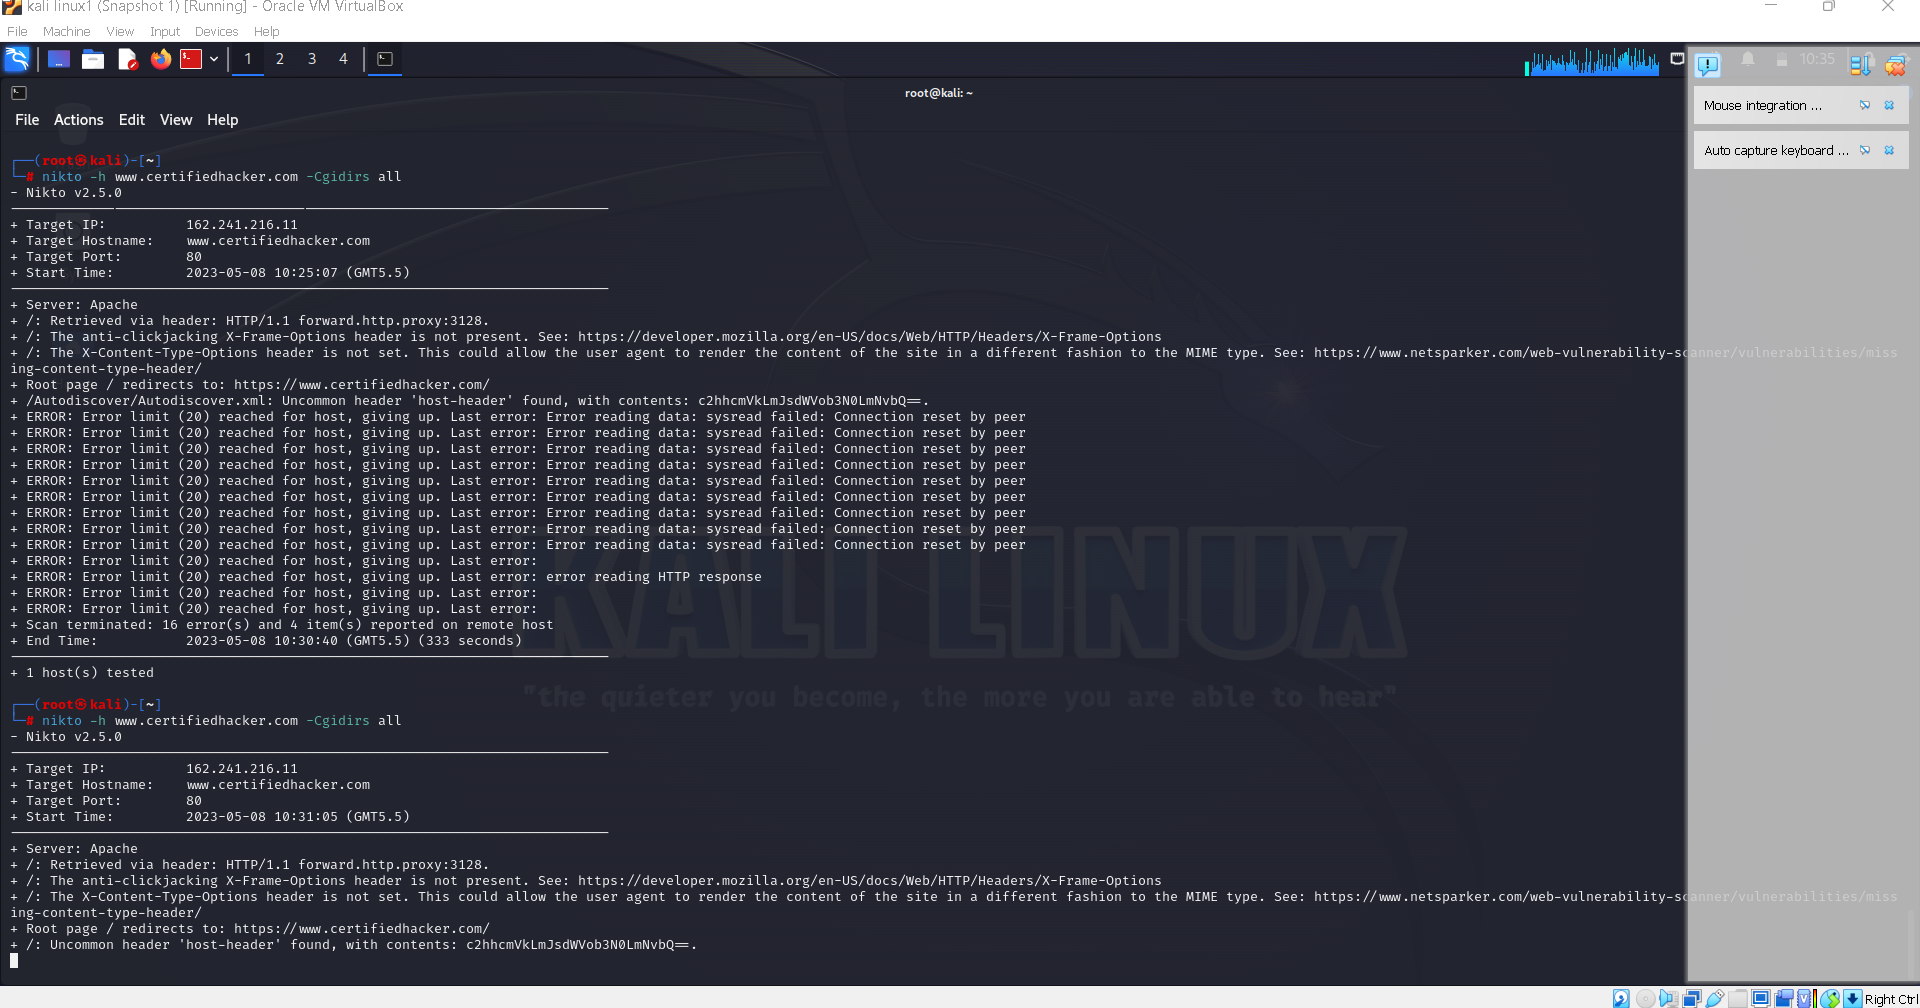 kali linux1 (Snapshot 1) [Running] - Oracle VM VirtualBox
File Machine View Input Devices Help
1 2 3 4
10:35
root@kali: ~
Mouse integration ...
File Actions Edit View Help
Auto capture keyboard ...
┌──(root㉿kali)-[~]
└─# nikto -h www.certifiedhacker.com -Cgidirs all
- Nikto v2.5.0
+ Target IP: 162.241.216.11
+ Target Hostname: www.certifiedhacker.com
+ Target Port: 80
+ Start Time: 2023-05-08 10:25:07 (GMT5.5)
+ Server: Apache
+ /: Retrieved via header: HTTP/1.1 forward.http.proxy:3128.
+ /: The anti-clickjacking X-Frame-Options header is not present. See: https://developer.mozilla.org/en-US/docs/Web/HTTP/Headers/X-Frame-Options
+ /: The X-Content-Type-Options header is not set. This could allow the user agent to render the content of the site in a different fashion to the MIME type. See: https://www.netsparker.com/web-vulnerability-scanner/vulnerabilities/miss
ing-content-type-header/
+ Root page / redirects to: https://www.certifiedhacker.com/
+ /Autodiscover/Autodiscover.xml: Uncommon header 'host-header' found, with contents: c2hhcmVkLmJsdWVob3N0LmNvbQ==.
+ ERROR: Error limit (20) reached for host, giving up. Last error: Error reading data: sysread failed: Connection reset by peer
+ ERROR: Error limit (20) reached for host, giving up. Last error: Error reading data: sysread failed: Connection reset by peer
+ ERROR: Error limit (20) reached for host, giving up. Last error: Error reading data: sysread failed: Connection reset by peer
+ ERROR: Error limit (20) reached for host, giving up. Last error: Error reading data: sysread failed: Connection reset by peer
+ ERROR: Error limit (20) reached for host, giving up. Last error: Error reading data: sysread failed: Connection reset by peer
+ ERROR: Error limit (20) reached for host, giving up. Last error: Error reading data: sysread failed: Connection reset by peer
+ ERROR: Error limit (20) reached for host, giving up. Last error: Error reading data: sysread failed: Connection reset by peer
+ ERROR: Error limit (20) reached for host, giving up. Last error: Error reading data: sysread failed: Connection reset by peer
+ ERROR: Error limit (20) reached for host, giving up. Last error: Error reading data: sysread failed: Connection reset by peer
+ ERROR: Error limit (20) reached for host, giving up. Last error:
+ ERROR: Error limit (20) reached for host, giving up. Last error: error reading HTTP response
+ ERROR: Error limit (20) reached for host, giving up. Last error:
+ ERROR: Error limit (20) reached for host, giving up. Last error:
+ Scan terminated: 16 error(s) and 4 item(s) reported on remote host
+ End Time: 2023-05-08 10:30:40 (GMT5.5) (333 seconds)
+ 1 host(s) tested
KALI LINUX
"the quieter you become, the more you are able to hear"
┌──(root㉿kali)-[~]
└─# nikto -h www.certifiedhacker.com -Cgidirs all
- Nikto v2.5.0
+ Target IP: 162.241.216.11
+ Target Hostname: www.certifiedhacker.com
+ Target Port: 80
+ Start Time: 2023-05-08 10:31:05 (GMT5.5)
+ Server: Apache
+ /: Retrieved via header: HTTP/1.1 forward.http.proxy:3128.
+ /: The anti-clickjacking X-Frame-Options header is not present. See: https://developer.mozilla.org/en-US/docs/Web/HTTP/Headers/X-Frame-Options
+ /: The X-Content-Type-Options header is not set. This could allow the user agent to render the content of the site in a different fashion to the MIME type. See: https://www.netsparker.com/web-vulnerability-scanner/vulnerabilities/miss
ing-content-type-header/
+ Root page / redirects to: https://www.certifiedhacker.com/
+ /: Uncommon header 'host-header' found, with contents: c2hhcmVkLmJsdWVob3N0LmNvbQ==.
Right Ctrl